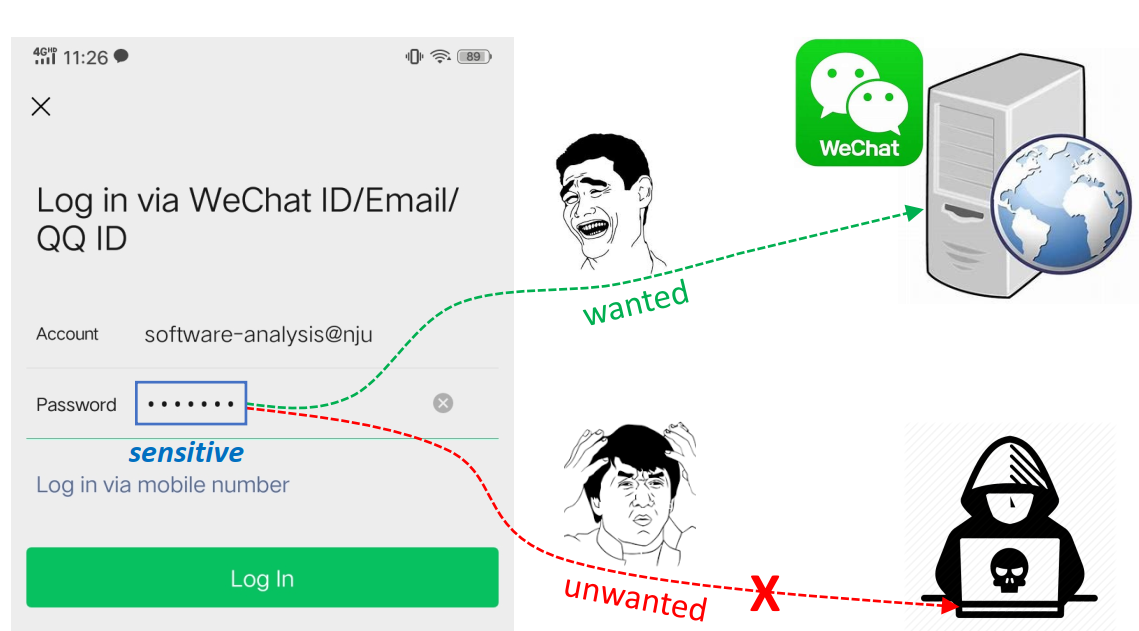 4G HD 11:26
89
Log in via WeChat ID/Email/
QQ ID
Account software-analysis@nju
Password •••••••
sensitive
Log in via mobile number
Log In
WeChat
wanted
unwanted
X